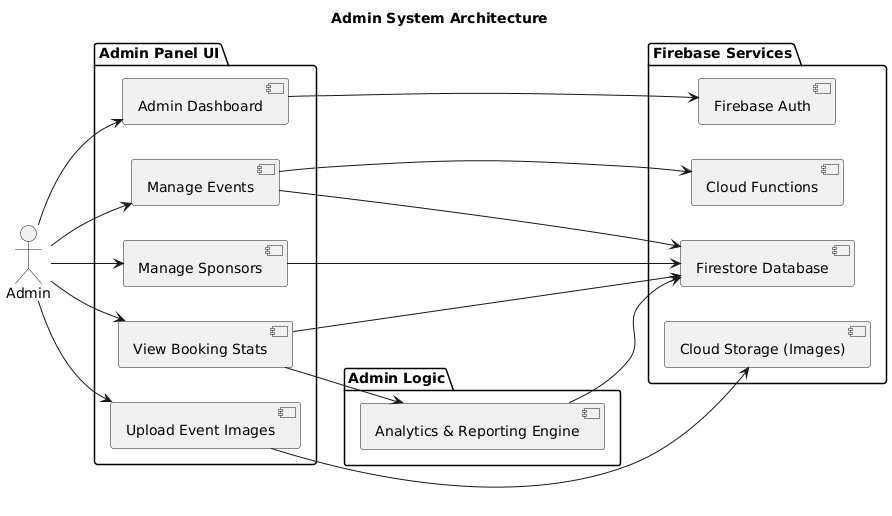 Admin System Architecture
Admin Panel UI
Firebase Services
Admin Dashboard
Firebase Auth
Manage Events
Cloud Functions
Manage Sponsors
Firestore Database
Admin
View Booking Stats
Cloud Storage (Images)
Admin Logic
Upload Event Images
Analytics & Reporting Engine